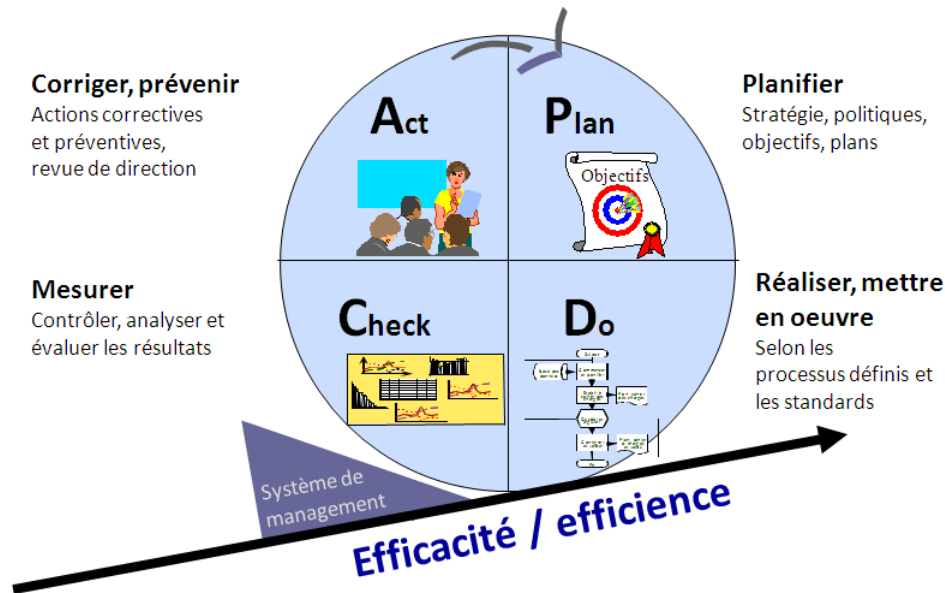 Corriger, prévenir
Actions correctives
et préventives,
revue de direction
Act
Plan
Objectifs
Planifier
Stratégie, politiques,
objectifs, plans
Mesurer
Contrôler, analyser et
évaluer les résultats
Check
Do
Réaliser, mettre
en oeuvre
Selon les
processus définis et
les standards
Système de
management
Efficacité / efficience